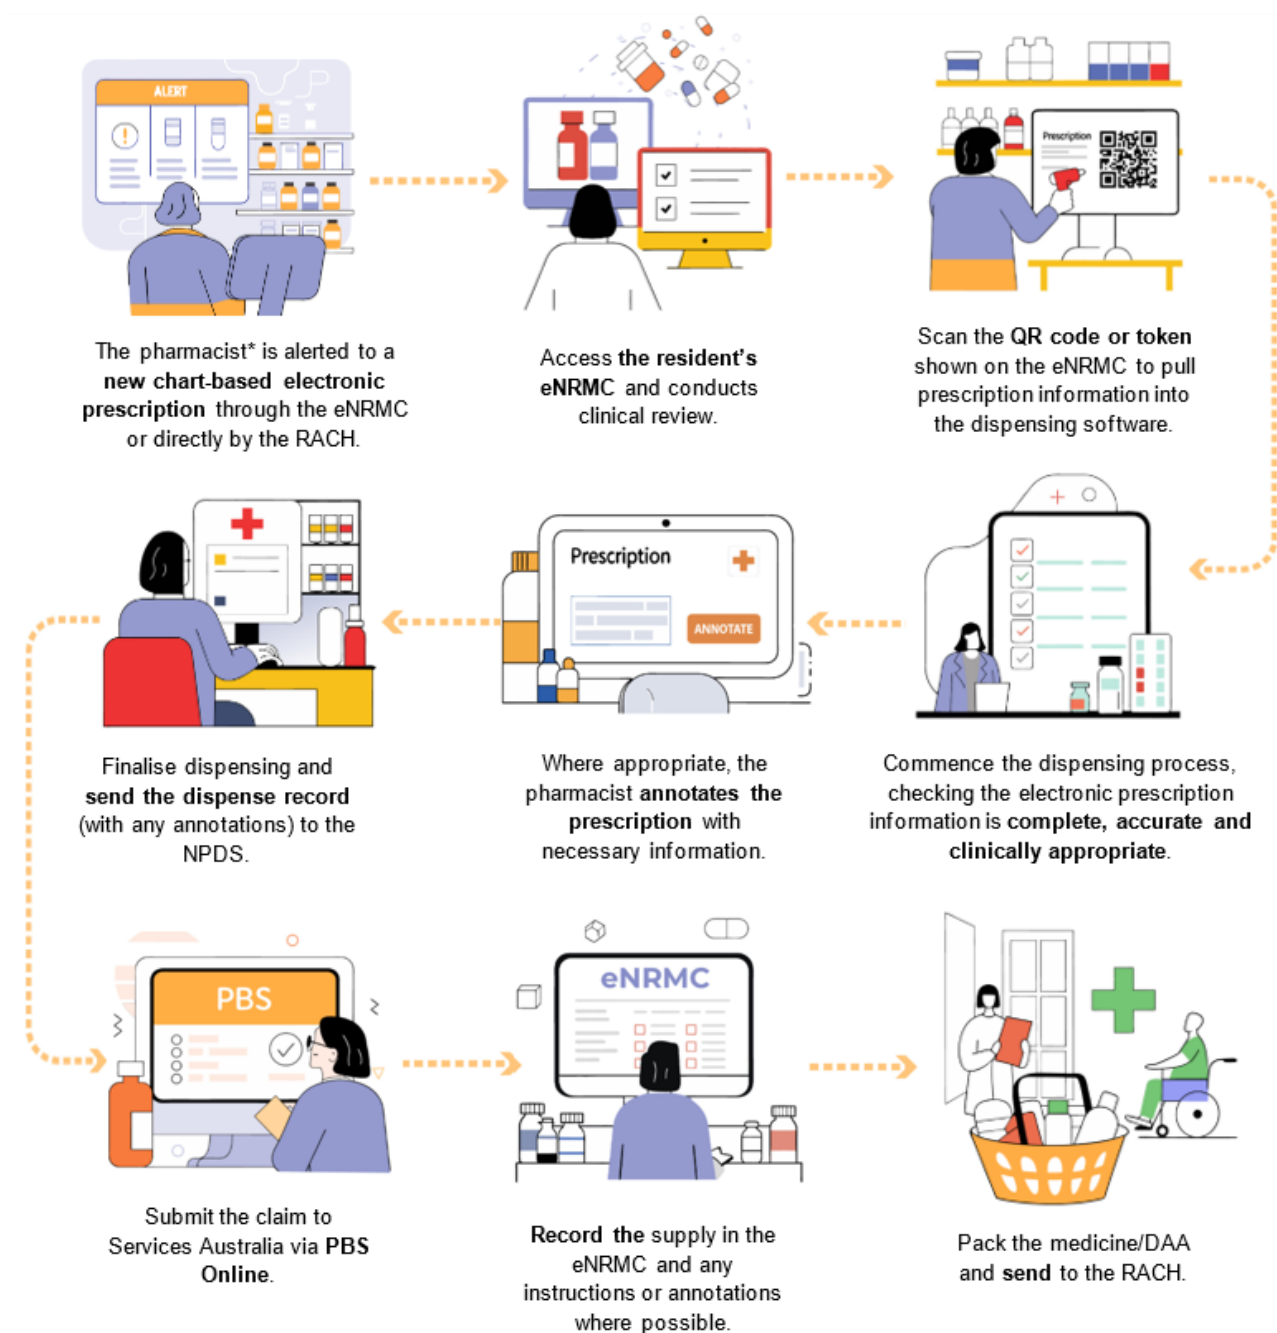 ALERT
The pharmacist* is alerted to a
new chart-based electronic
prescription through the eNRMC
or directly by the RACH.
Access the resident's
eNRMC and conducts
clinical review.
Prescription
Scan the QR code or token
shown on the eNRMC to pull
prescription information into
the dispensing software.
Commence the dispensing process,
checking the electronic prescription
information is complete, accurate and
clinically appropriate.
Prescription
ANNOTATE
Where appropriate, the
pharmacist annotates the
prescription with
necessary information.
Finalise dispensing and
send the dispense record
(with any annotations) to the
NPDS.
PBS
Submit the claim to
Services Australia via PBS
Online.
eNRMC
Record the supply in the
eNRMC and any
instructions or annotations
where possible.
Pack the medicine/DAA
and send to the RACH.